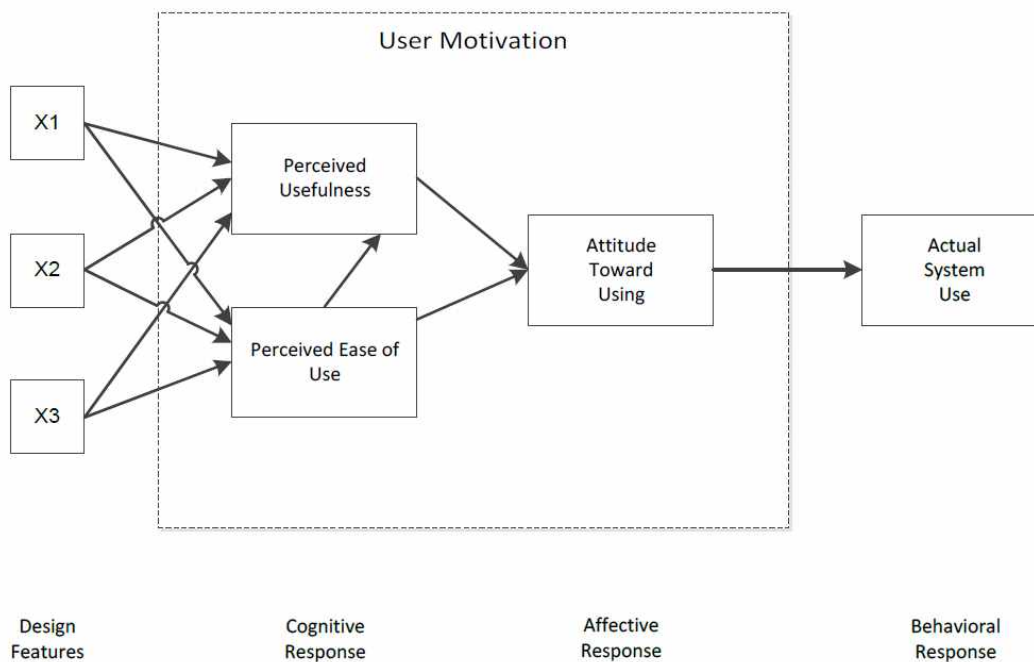 User Motivation
X1
X2
X3
Perceived
Usefulness
Perceived Ease of
Use
Attitude
Toward
Using
Actual
System
Use
Design
Features
Cognitive
Response
Affective
Response
Behavioral
Response